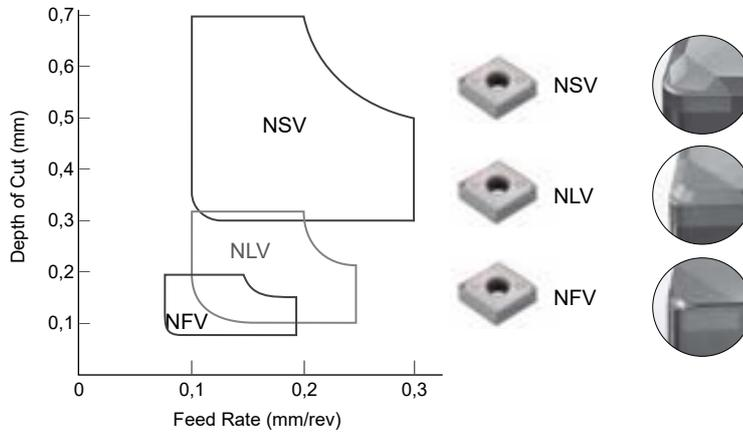 0,7
0,6
0,5
0,4
0,3
0,2
0,1
Depth of Cut (mm)
NSV
NLV
NFV
0
0,1
0,2
0,3
Feed Rate (mm/rev)
NSV
NLV
NFV